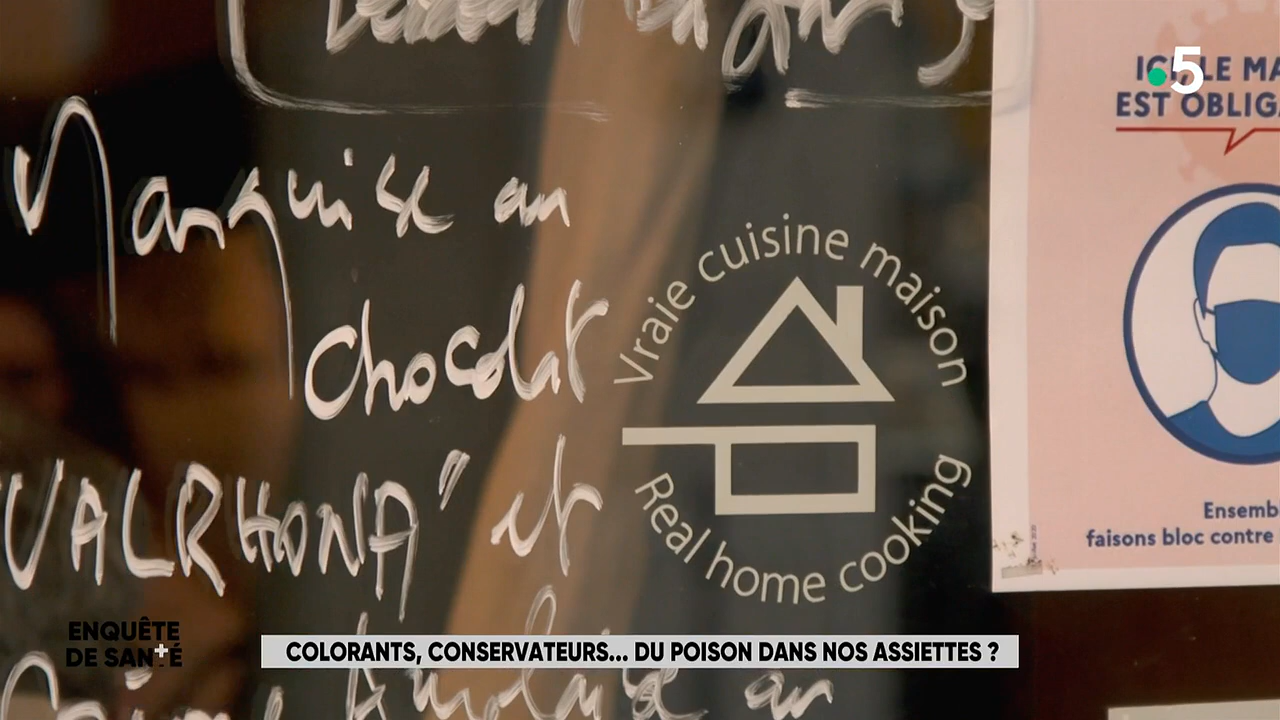 Marquise au
chocolat
"VALRHONA" et
Vraie cuisine maison
Real home cooking
ICI, LE MA
EST OBLIGA
Ensemb
faisons bloc contre
5
ENQUÊTE
DE SANTÉ
COLORANTS, CONSERVATEURS... DU POISON DANS NOS ASSIETTES ?